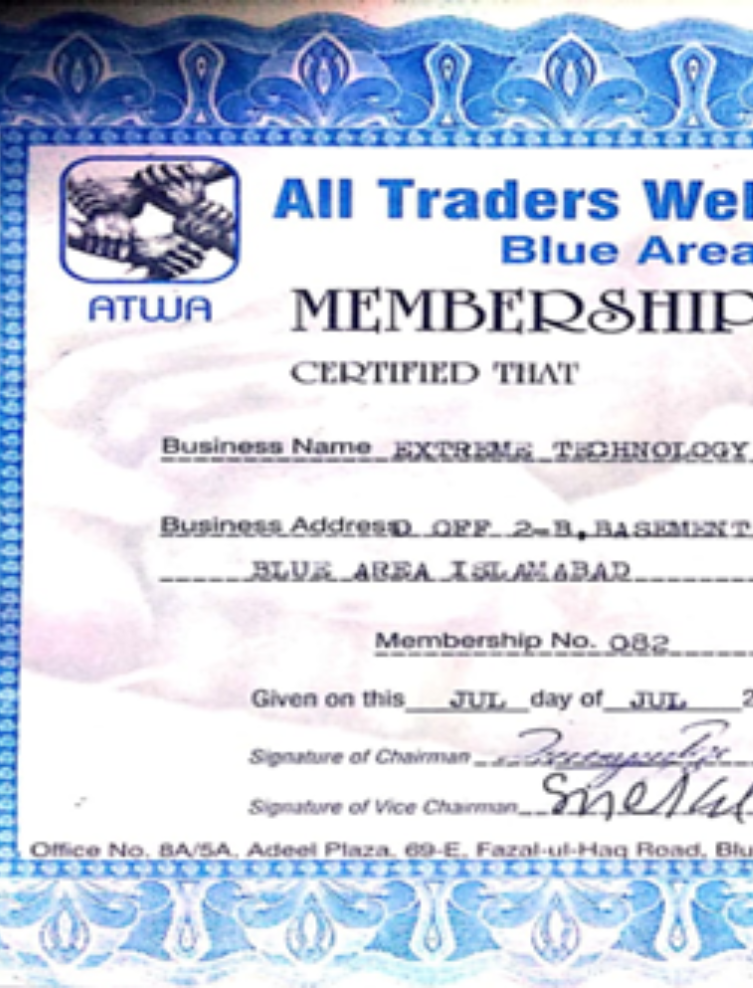 All Traders Wel
Blue Area
ATWA
MEMBERSHIP
CERTIFIED THAT
Business Name EXTREME TECHNOLOGY
Business Address OFF 2-B, BASEMENT
BLUE AREA ISLAMABAD
Membership No. 082
Given on this JUL day of JUL 2
Signature of Chairman
Signature of Vice Chairman
Office No. 8A/5A, Adeel Plaza, 69-E, Fazal-ul-Haq Road, Blu